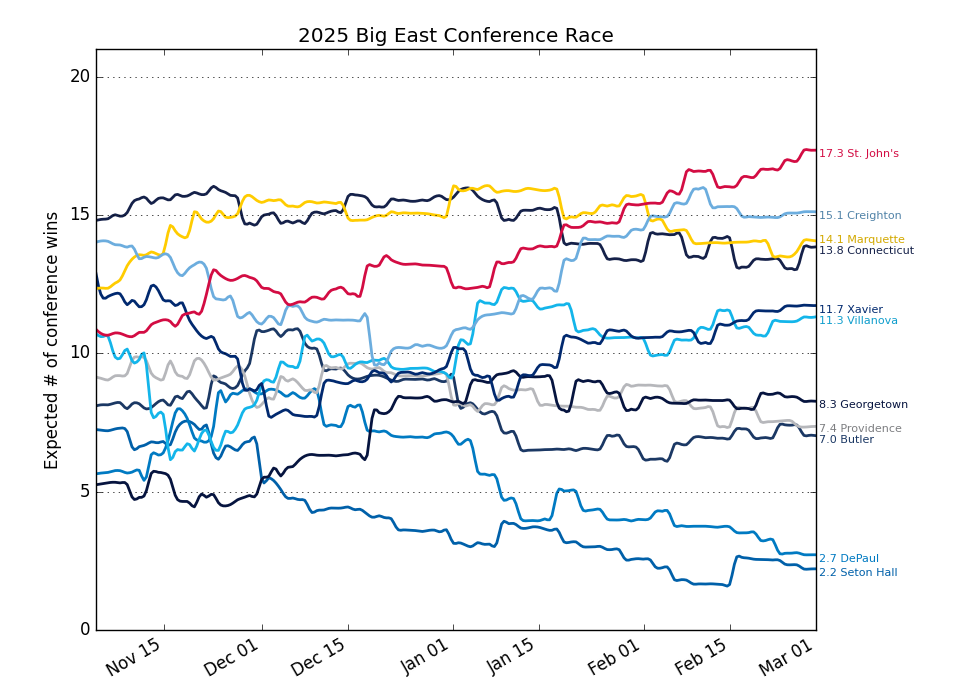 2025 Big East Conference Race
Expected # of conference wins
20
15
10
5
0
17.3 St. John's
15.1 Creighton
14.1 Marquette
13.8 Connecticut
11.7 Xavier
11.3 Villanova
8.3 Georgetown
7.4 Providence
7.0 Butler
2.7 DePaul
2.2 Seton Hall
Nov 15
Dec 01
Dec 15
Jan 01
Jan 15
Feb 01
Feb 15
Mar 01